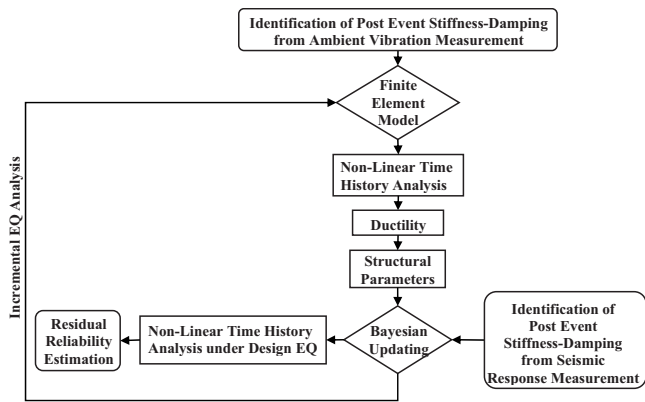 Identification of Post Event Stiffness-Damping
from Ambient Vibration Measurement
Finite
Element
Model
Incremental EQ Analysis
Non-Linear Time
History Analysis
Ductility
Structural
Parameters
Bayesian
Updating
Identification of
Post Event
Stiffness-Damping
from Seismic
Response Measurement
Non-Linear Time History
Analysis under Design EQ
Residual
Reliability
Estimation